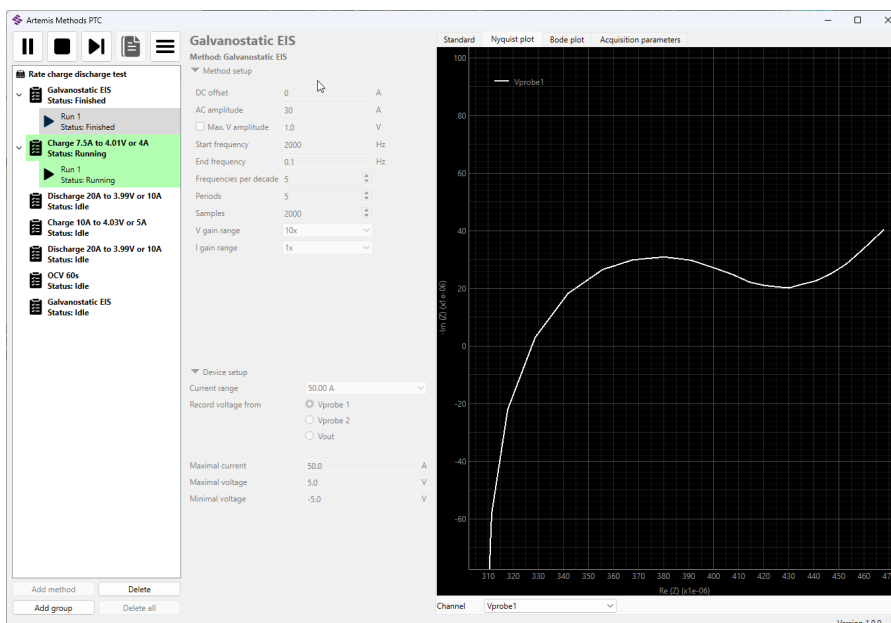 Artemis Methods PTC
Rate charge discharge test
Galvanostatic EIS
Status: Finished
Run 1
Status: Finished
Charge 7.5A to 4.01V or 4A
Status: Running
Run 1
Status: Running
Discharge 20A to 3.99V or 10A
Status: Idle
Charge 10A to 4.03V or 5A
Status: Idle
Discharge 20A to 3.99V or 10A
Status: Idle
OCV 60s
Status: Idle
Galvanostatic EIS
Status: Idle
Add method Delete
Add group Delete all
Galvanostatic EIS
Method: Galvanostatic EIS
Method setup
DC offset 0 A
AC amplitude 30 A
Max. V amplitude 1.0 V
Start frequency 2000 Hz
End frequency 0.1 Hz
Frequencies per decade 5
Periods 5
Samples 2000
V gain range 10x
I gain range 1x
Device setup
Current range 50.00 A
Record voltage from Vprobe 1
Vprobe 2
Vout
Maximal current 50.0 A
Maximal voltage 5.0 V
Minimal voltage -5.0 V
Standard Nyquist plot Bode plot Acquisition parameters
Vprobe1
100
80
60
40
20
0
-20
-40
-60
-Im (Z) (x1e-06)
310 320 330 340 350 360 370 380 390 400 410 420 430 440 450 460 47
Re (Z) (x1e-06)
Channel Vprobe1